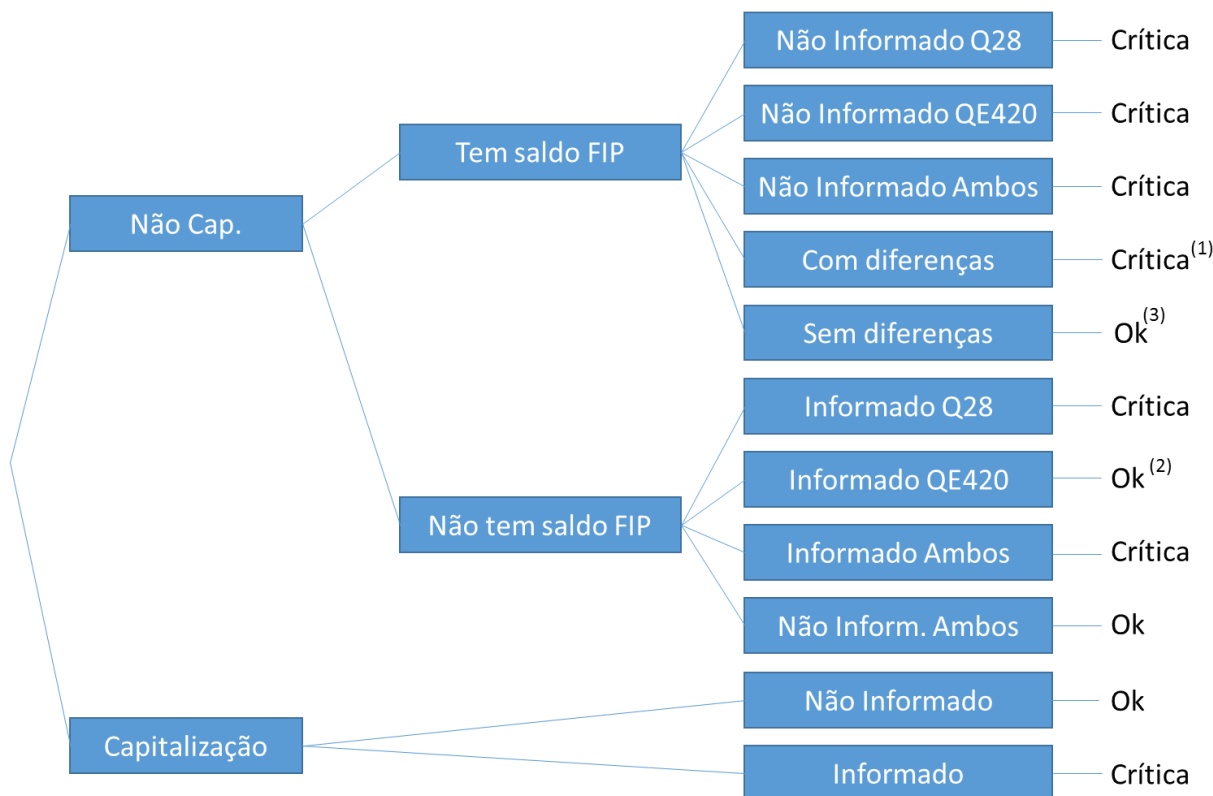 Não Informado Q28 Crítica
Não Informado QE420 Crítica
Tem saldo FIP
Não Informado Ambos Crítica
Não Cap.
Com diferenças Crítica(1)
Sem diferenças Ok(3)
Informado Q28 Crítica
Informado QE420 Ok (2)
Não tem saldo FIP
Informado Ambos Crítica
Não Inform. Ambos Ok
Não Informado Ok
Capitalização
Informado Crítica